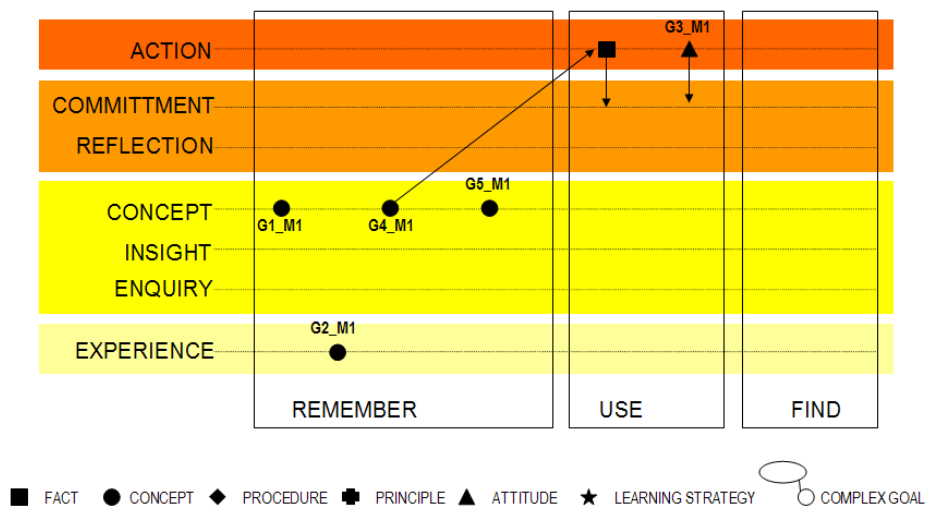 G3_M1
ACTION
COMMITTMENT
REFLECTION
G5_M1
CONCEPT
G1_M1 G4_M1
INSIGHT
ENQUIRY
G2_M1
EXPERIENCE
REMEMBER USE FIND
FACT CONCEPT PROCEDURE PRINCIPLE ATTITUDE LEARNING STRATEGY COMPLEX GOAL